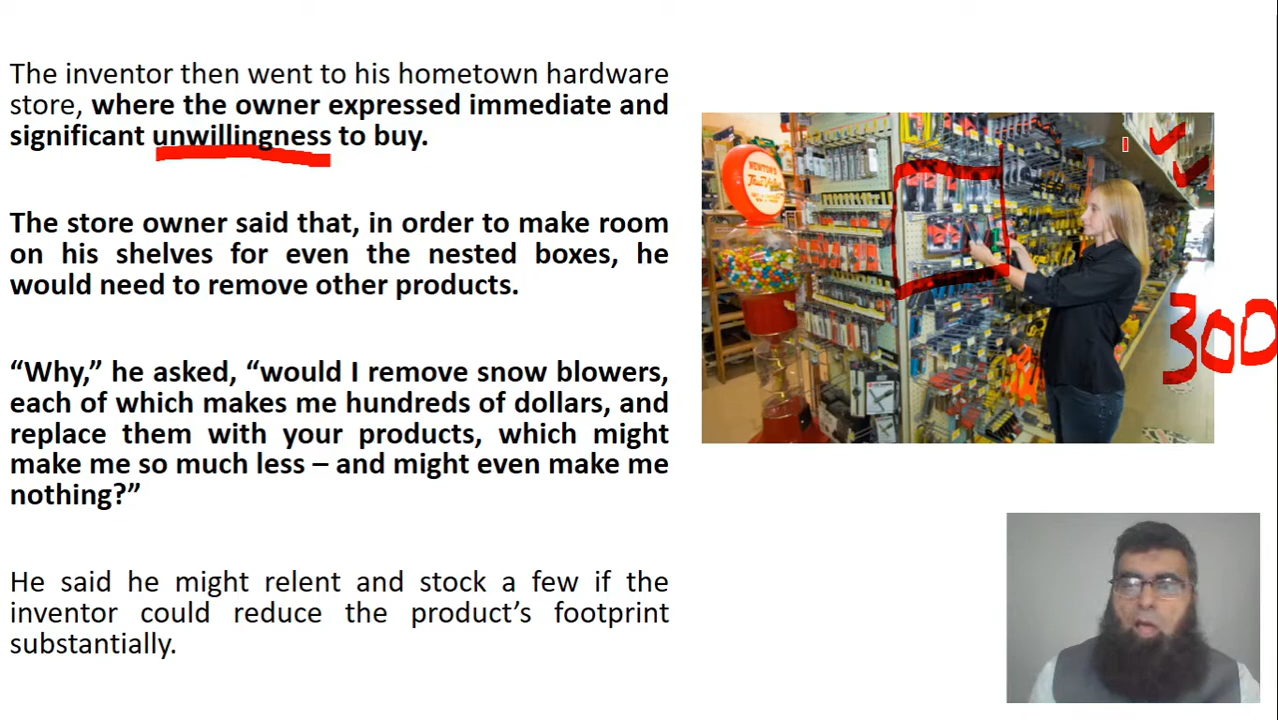 The inventor then went to his hometown hardware
store, where the owner expressed immediate and
significant unwillingness to buy.
The store owner said that, in order to make room
on his shelves for even the nested boxes, he
would need to remove other products.
“Why,” he asked, “would I remove snow blowers,
each of which makes me hundreds of dollars, and
replace them with your products, which might
make me so much less – and might even make me
nothing?”
He said he might relent and stock a few if the
inventor could reduce the product’s footprint
substantially.
NEWTON'S
300